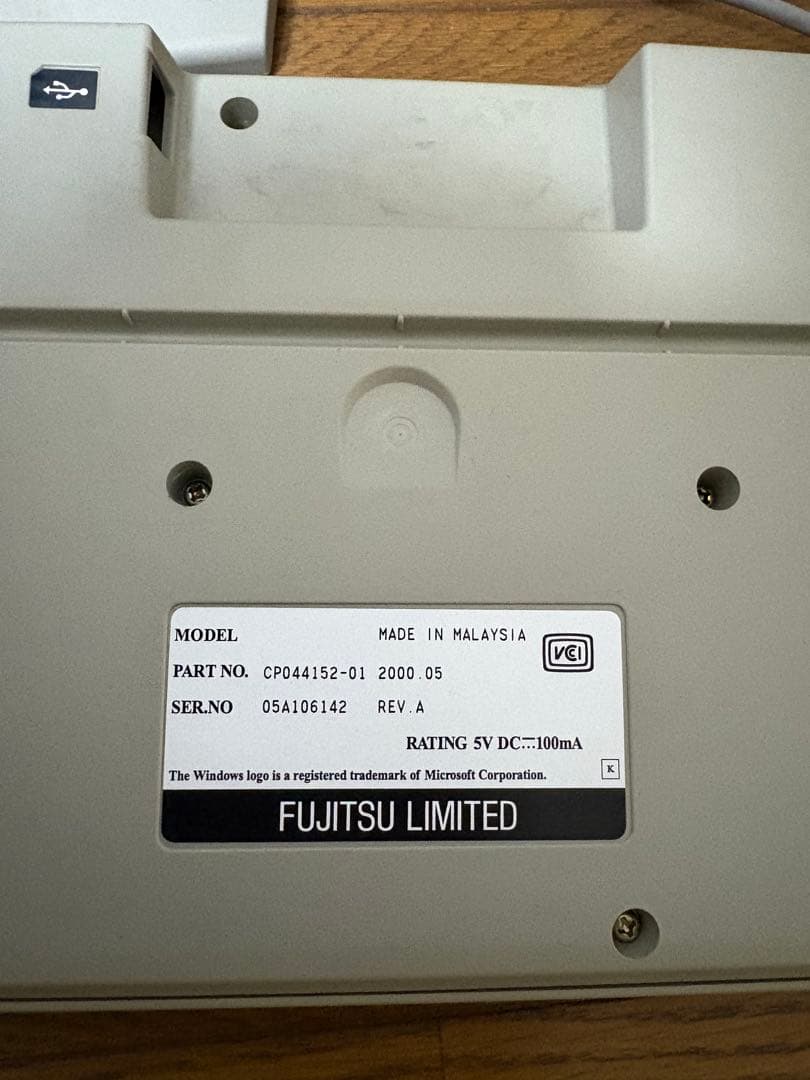 MODEL MADE IN MALAYSIA
VCI
PART NO. CP044152-01 2000.05
SER.NO 05A106142 REV.A
RATING 5V DC⎓100mA
The Windows logo is a registered trademark of Microsoft Corporation.
K
FUJITSU LIMITED